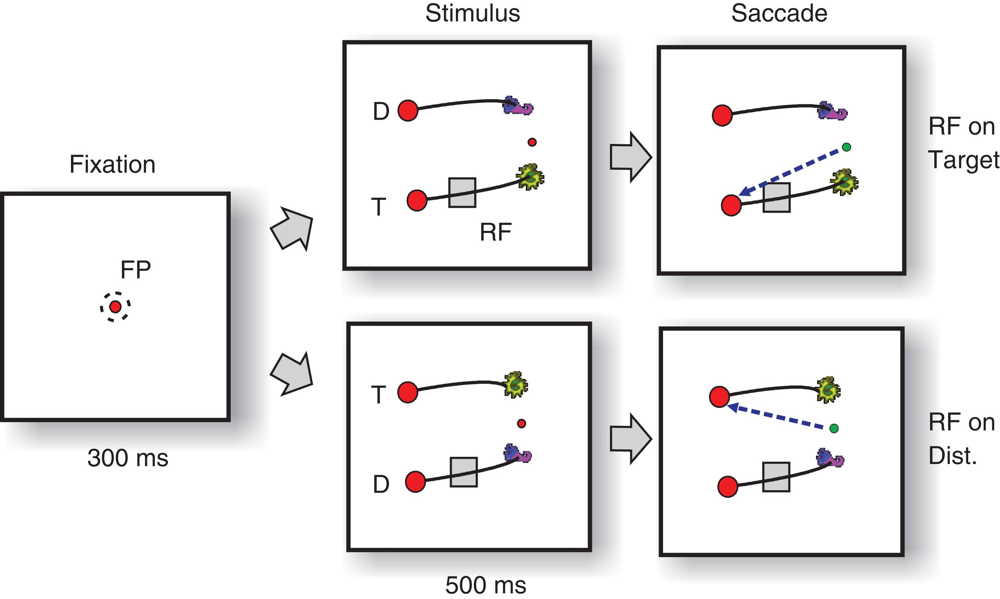 Stimulus
Saccade
Fixation
FP
300 ms
D
T
RF
RF on
Target
T
D
500 ms
RF on
Dist.